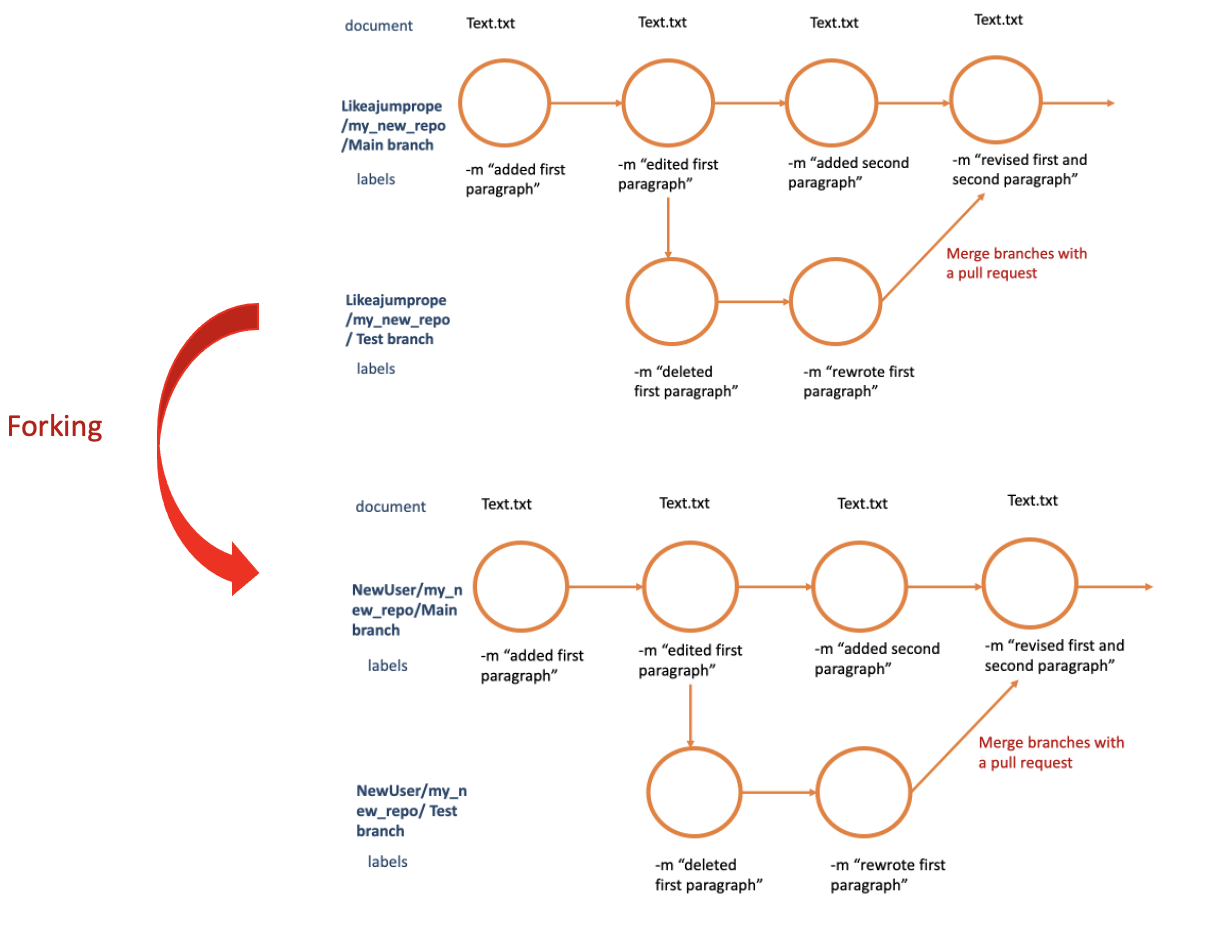 document
Text.txt
Text.txt
Text.txt
Text.txt
Likeajumprope
/my_new_repo
/Main branch
labels
-m “added first
paragraph”
-m “edited first
paragraph”
-m “added second
paragraph”
-m “revised first and
second paragraph”
Merge branches with
a pull request
Likeajumprope
/my_new_repo
/ Test branch
labels
-m “deleted
first paragraph”
-m “rewrote first
paragraph”
Forking
document
Text.txt
Text.txt
Text.txt
Text.txt
NewUser/my_n
ew_repo/Main
branch
labels
-m “added first
paragraph”
-m “edited first
paragraph”
-m “added second
paragraph”
-m “revised first and
second paragraph”
Merge branches with
a pull request
NewUser/my_n
ew_repo/ Test
branch
labels
-m “deleted
first paragraph”
-m “rewrote first
paragraph”